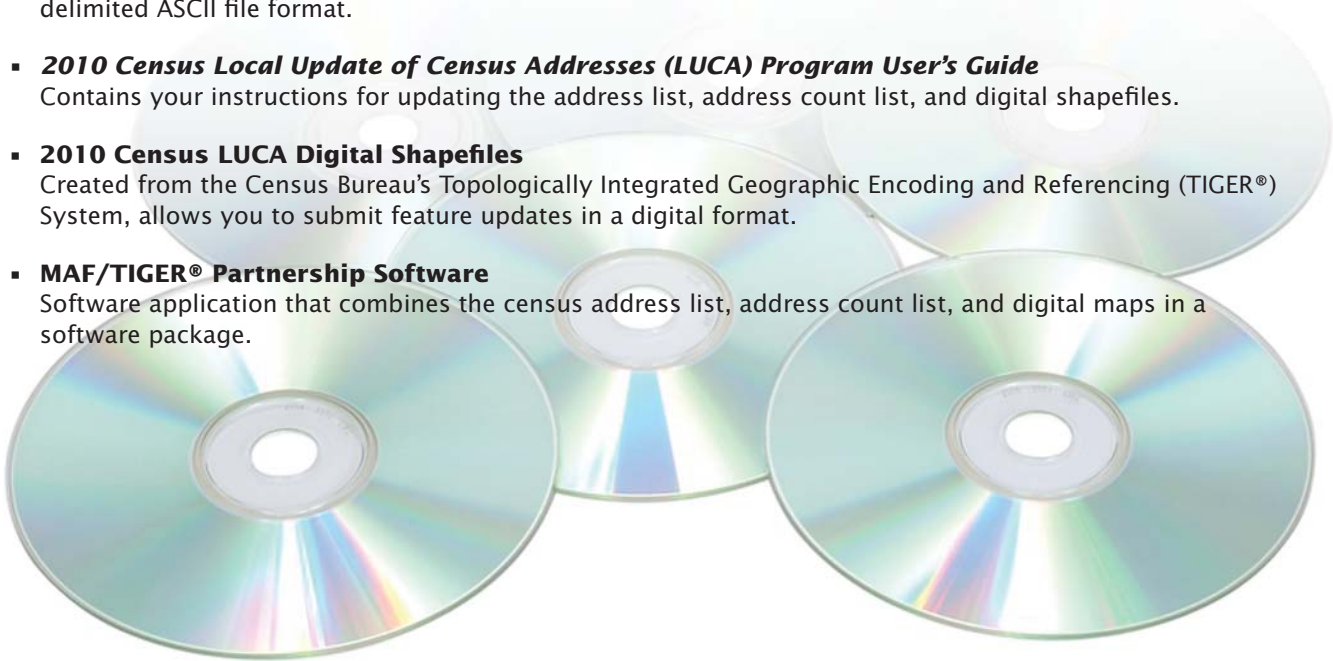 delimited ASCII file format.
▪ 2010 Census Local Update of Census Addresses (LUCA) Program User’s Guide
Contains your instructions for updating the address list, address count list, and digital shapefiles.
▪ 2010 Census LUCA Digital Shapefiles
Created from the Census Bureau’s Topologically Integrated Geographic Encoding and Referencing (TIGER®)
System, allows you to submit feature updates in a digital format.
▪ MAF/TIGER® Partnership Software
Software application that combines the census address list, address count list, and digital maps in a
software package.